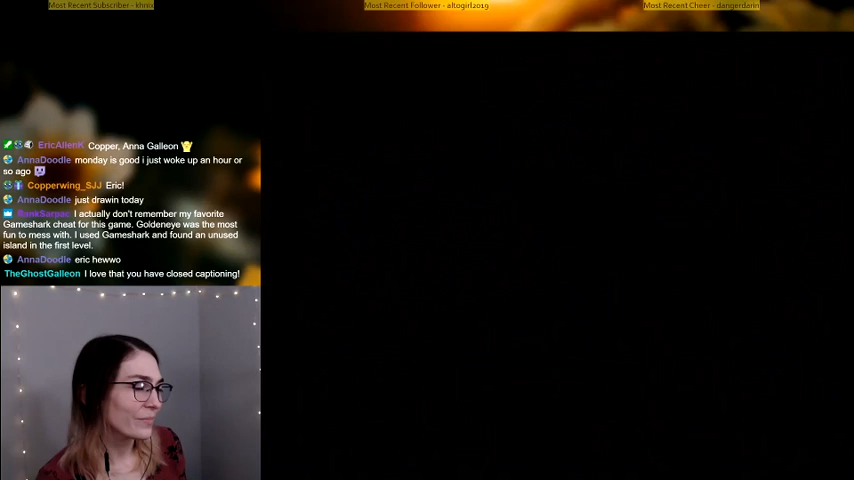 Most Recent Subscriber - khrix
Most Recent Follower - altogirl2019
Most Recent Cheer - dangerdarin
EricAllenK Copper, Anna Galleon
AnnaDoodle monday is good i just woke up an hour or
so ago
Copperwing_SJJ Eric!
AnnaDoodle just drawin today
I actually don't remember my favorite
Gameshark cheat for this game. Goldeneye was the most
fun to mess with. I used Gameshark and found an unused
island in the first level.
AnnaDoodle eric hewwo
TheGhostGalleon I love that you have closed captioning!